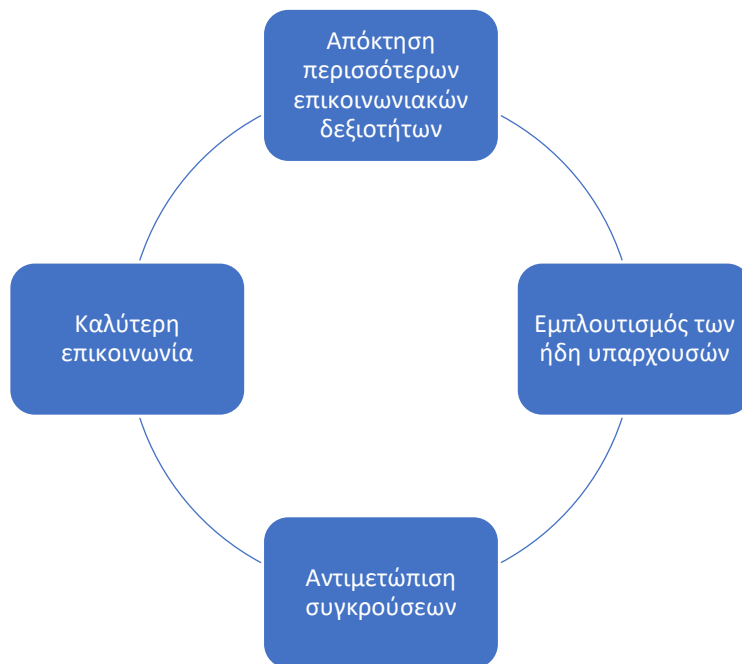 Απόκτηση
περισσότερων
επικοινωνιακών
δεξιοτήτων
Εμπλουτισμός των
ήδη υπαρχουσών
Αντιμετώπιση
συγκρούσεων
Καλύτερη
επικοινωνία